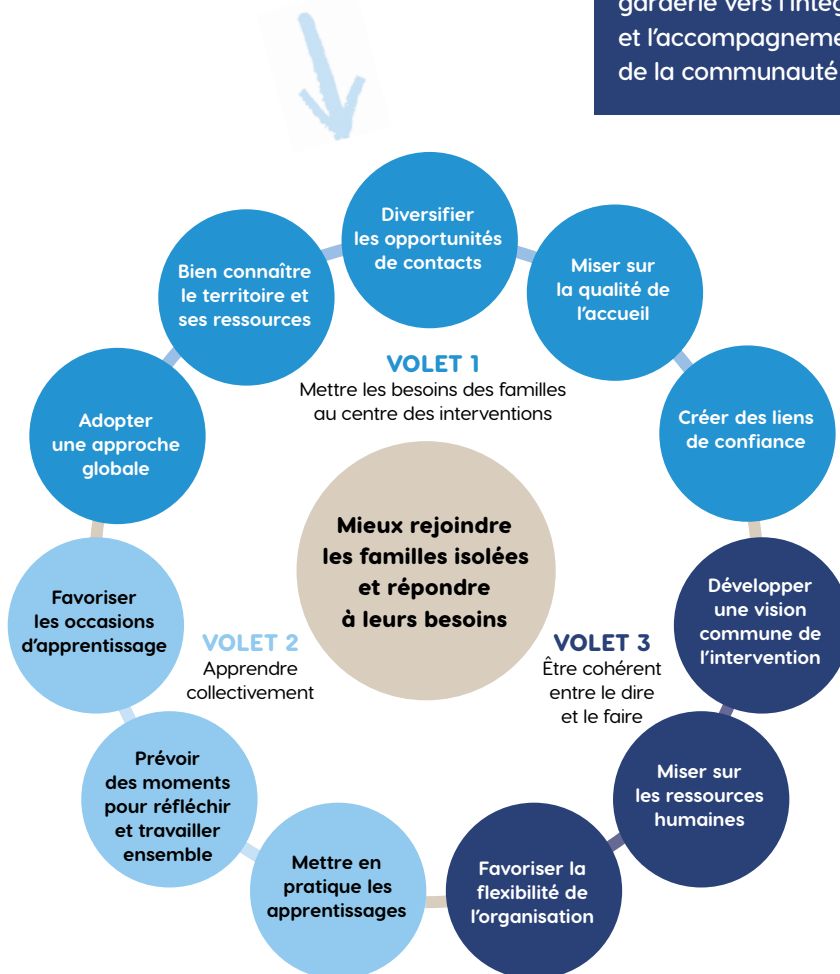 garderie vers l'intég
et l'accompagneme
de la communauté
Diversifier
les opportunités
de contacts
Bien connaître
le territoire et
ses ressources
Miser sur
la qualité de
l'accueil
VOLET 1
Mettre les besoins des familles
au centre des interventions
Adopter
une approche
globale
Créer des liens
de confiance
Mieux rejoindre
les familles isolées
et répondre
à leurs besoins
Favoriser
les occasions
d'apprentissage
VOLET 2
Apprendre
collectivement
VOLET 3
Être cohérent
entre le dire
et le faire
Développer
une vision
commune de
l'intervention
Prévoir
des moments
pour réfléchir
et travailler
ensemble
Miser sur
les ressources
humaines
Mettre en
pratique les
apprentissages
Favoriser la
flexibilité de
l'organisation